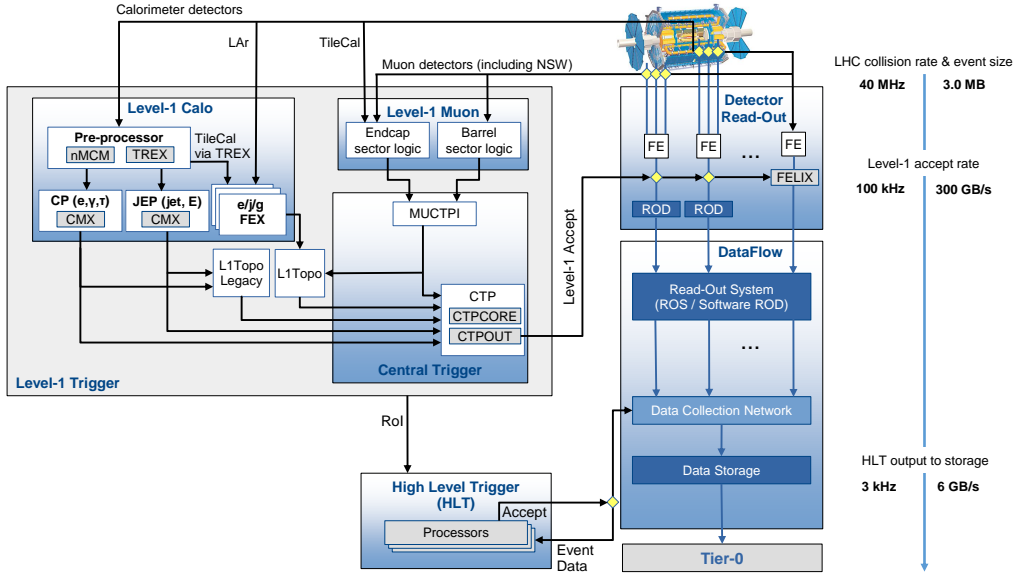 Calorimeter detectors
LAr
TileCal
Muon detectors (including NSW)
LHC collision rate & event size
40 MHz 3.0 MB
Level-1 Calo
Pre-processor
nMCM TREX
TileCal
via TREX
CP (e,γ,τ)
CMX
JEP (jet, E)
CMX
e/j/g
FEX
Level-1 Muon
Endcap
sector logic
Barrel
sector logic
Detector
Read-Out
FE FE FE
...
FELIX
ROD ROD
Level-1 accept rate
100 kHz 300 GB/s
MUCTPI
L1Topo
Legacy
L1Topo
CTP
CTPCORE
CTPOUT
Central Trigger
Level-1 Trigger
Level-1 Accept
DataFlow
Read-Out System
(ROS / Software ROD)
...
Data Collection Network
Data Storage
RoI
High Level Trigger
(HLT)
Accept
Processors
Event
Data
HLT output to storage
3 kHz 6 GB/s
Tier-0